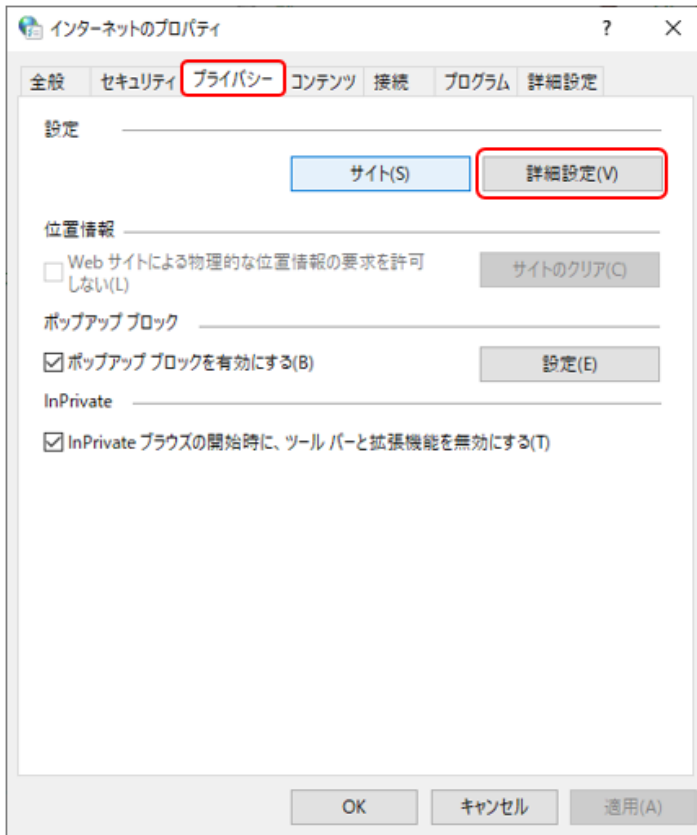 インターネットのプロパティ ? ×
全般 セキュリティ プライバシー コンテンツ 接続 プログラム 詳細設定
設定
サイト(S) 詳細設定(V)
位置情報
Web サイトによる物理的な位置情報の要求を許可
しない(L)
サイトのクリア(C)
ポップアップ ブロック
ポップアップ ブロックを有効にする(B) 設定(E)
InPrivate
InPrivate ブラウズの開始時に、ツール バーと拡張機能を無効にする(T)
OK キャンセル 適用(A)